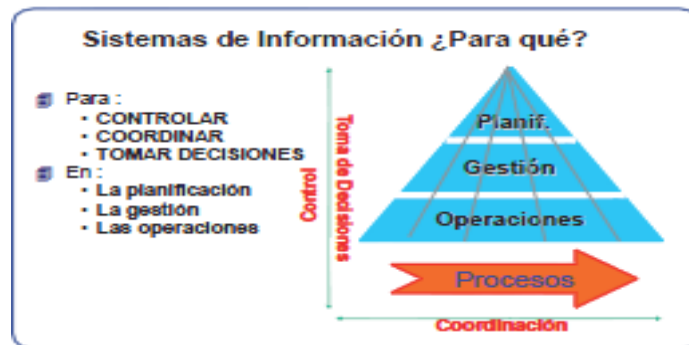 Sistemas de Información ¿Para qué?
Para :
• CONTROLAR
• COORDINAR
• TOMAR DECISIONES
En :
• La planificación
• La gestión
• Las operaciones
Control
Toma de Decisiones
Planif.
Gestión
Operaciones
Procesos
Coordinación